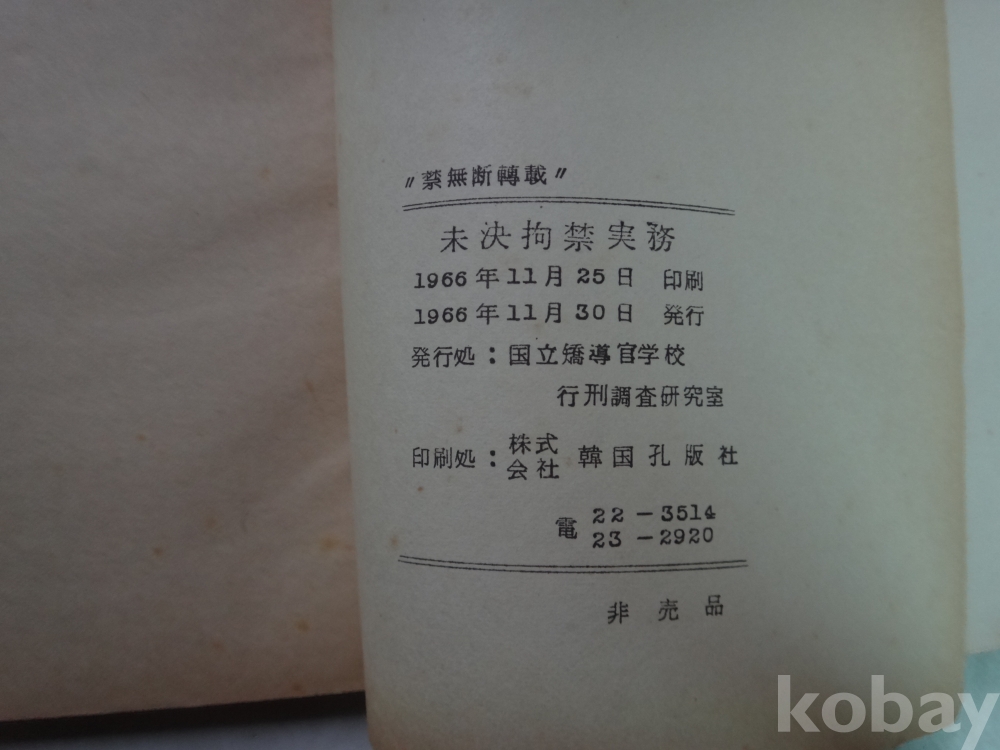 〃禁無断轉載〃
未決拘禁実務
1966年11月25日 印刷
1966年11月30日 発行
発行処：国立矯導官学校
行刑調査研究室
印刷処：株式会社 韓国孔版社
電 22-3514
23-2920
非売品
kobay